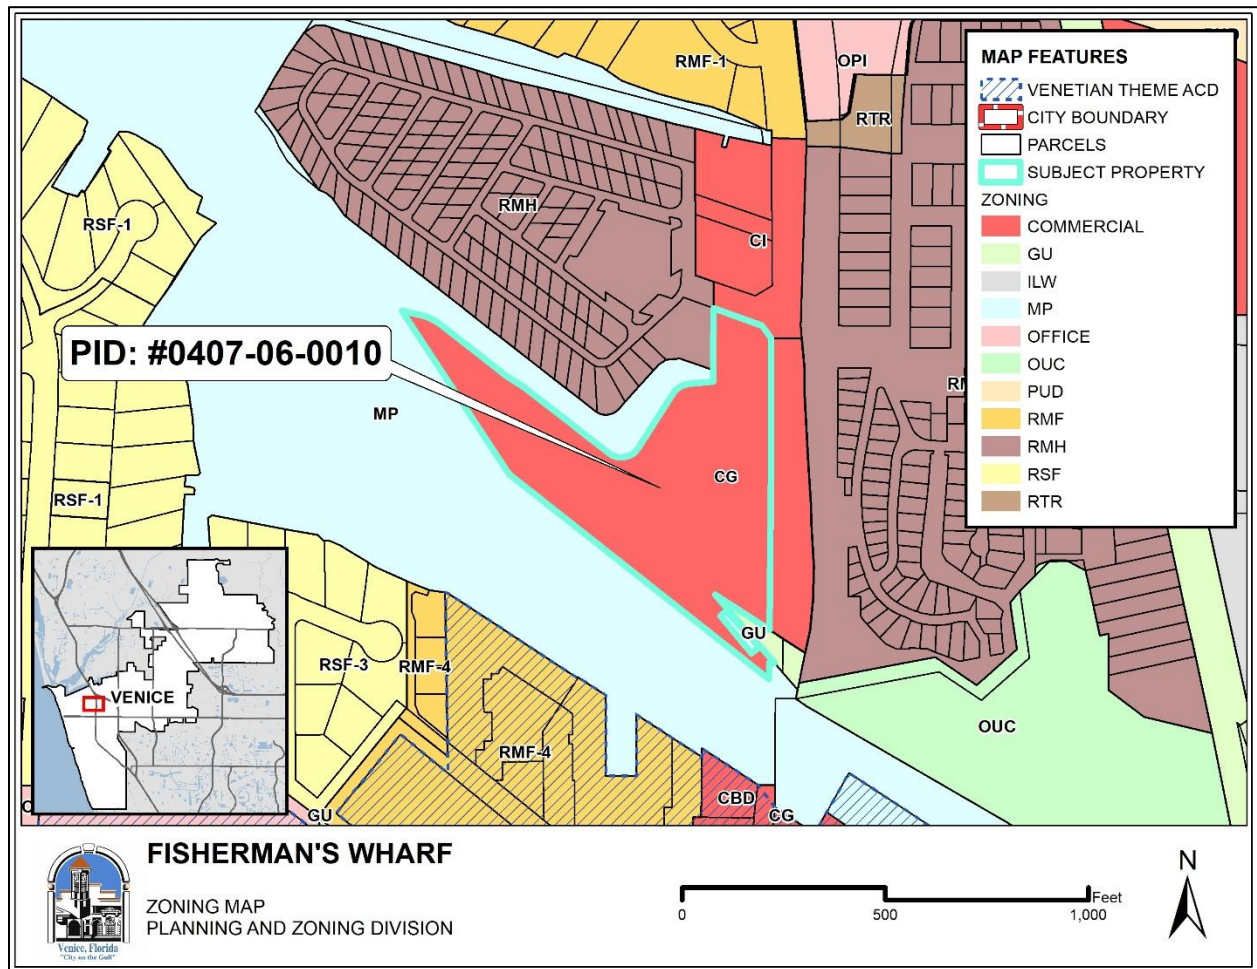 RMF-1
OPI
RTR
RSF-1
RMH
CI
PID: #0407-06-0010
MP
CG
RSF-1
GU
RSF-3
RMF-4
RMF-4
OUC
CBD
CG
GU
VENICE
MAP FEATURES
VENETIAN THEME ACD
CITY BOUNDARY
PARCELS
SUBJECT PROPERTY
ZONING
COMMERCIAL
GU
ILW
MP
OFFICE
OUC
PUD
RMF
RMH
RSF
RTR
FISHERMAN'S WHARF
ZONING MAP
PLANNING AND ZONING DIVISION
Venice, Florida
"City on the Gulf"
N
Feet
0 500 1,000